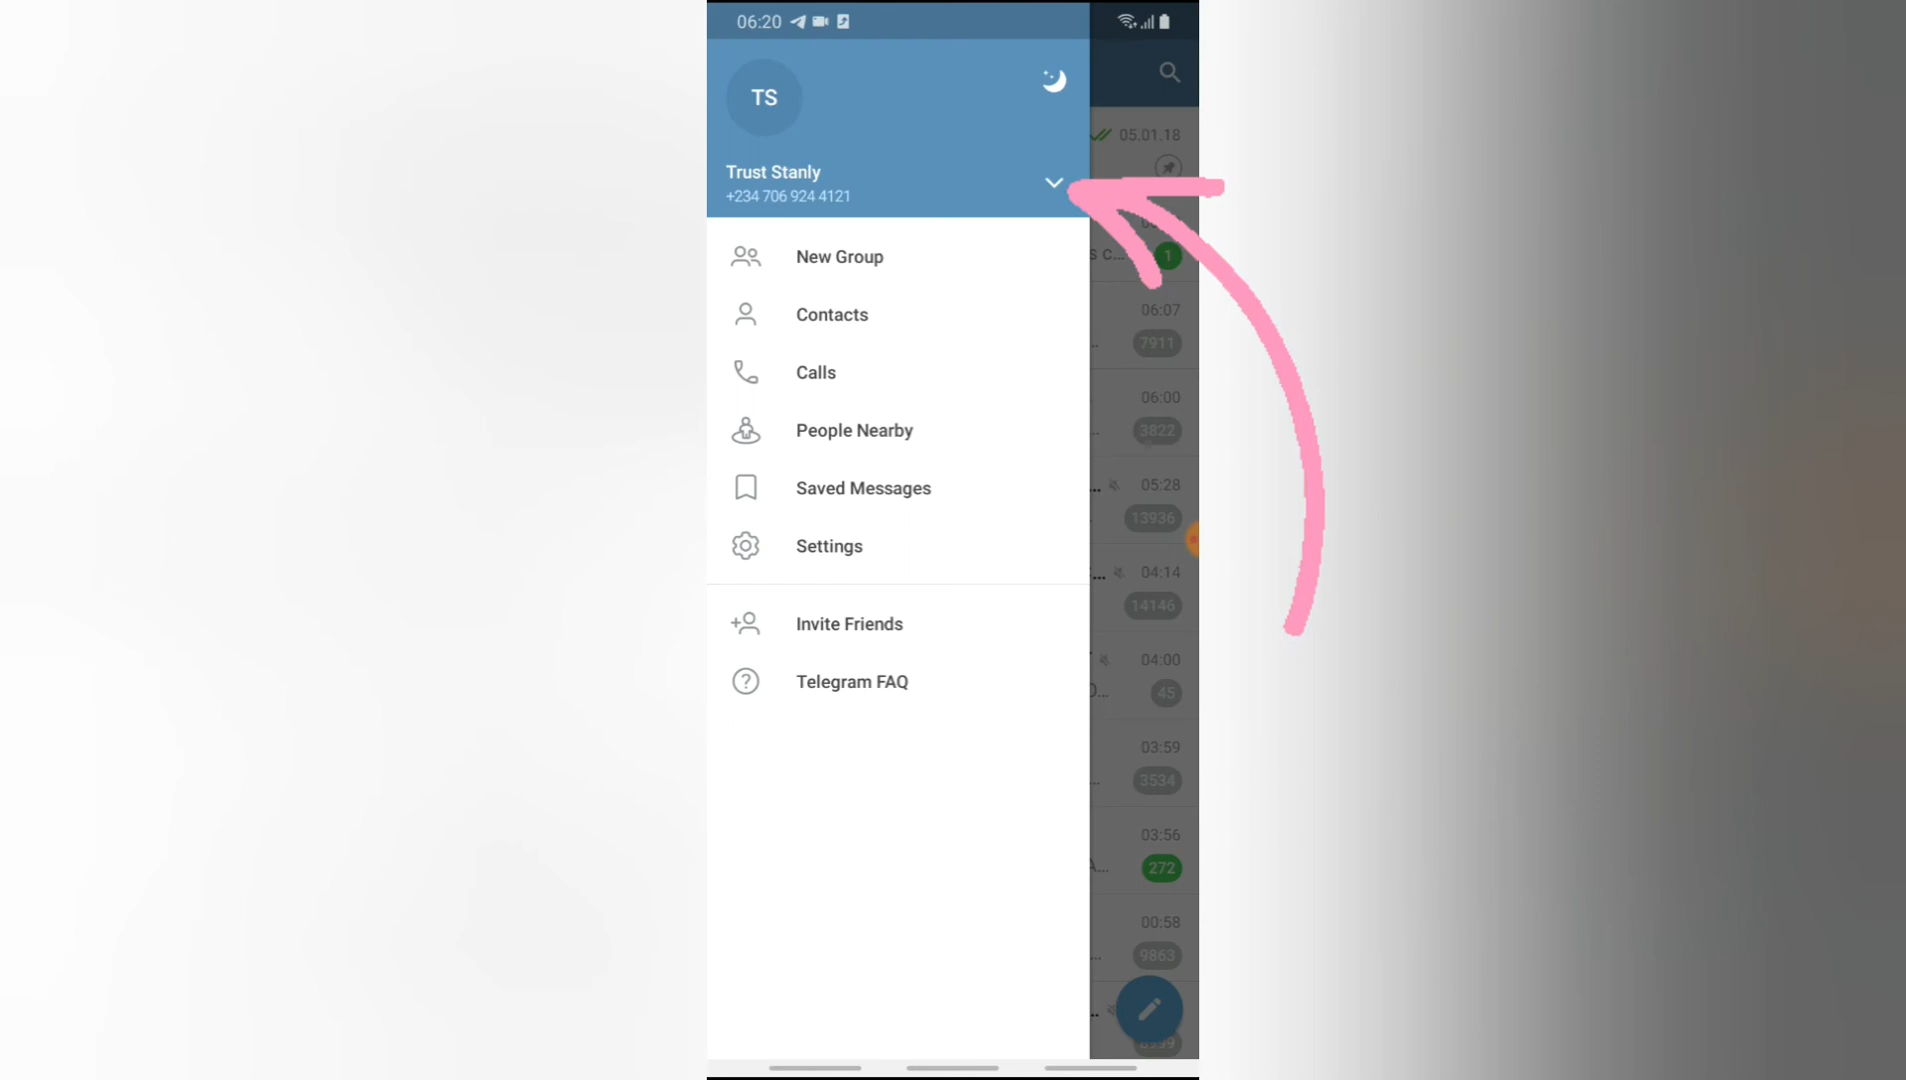 06:20
TS
Trust Stanly
+234 706 924 4121
New Group
Contacts
Calls
People Nearby
Saved Messages
Settings
Invite Friends
Telegram FAQ
05.01.18
S C... 1
06:07
... 7911
06:00
... 3822
... 05:28
13936
... 04:14
14146
04:00
... 45
03:59
... 3534
03:56
A... 272
00:58
... 9863
...